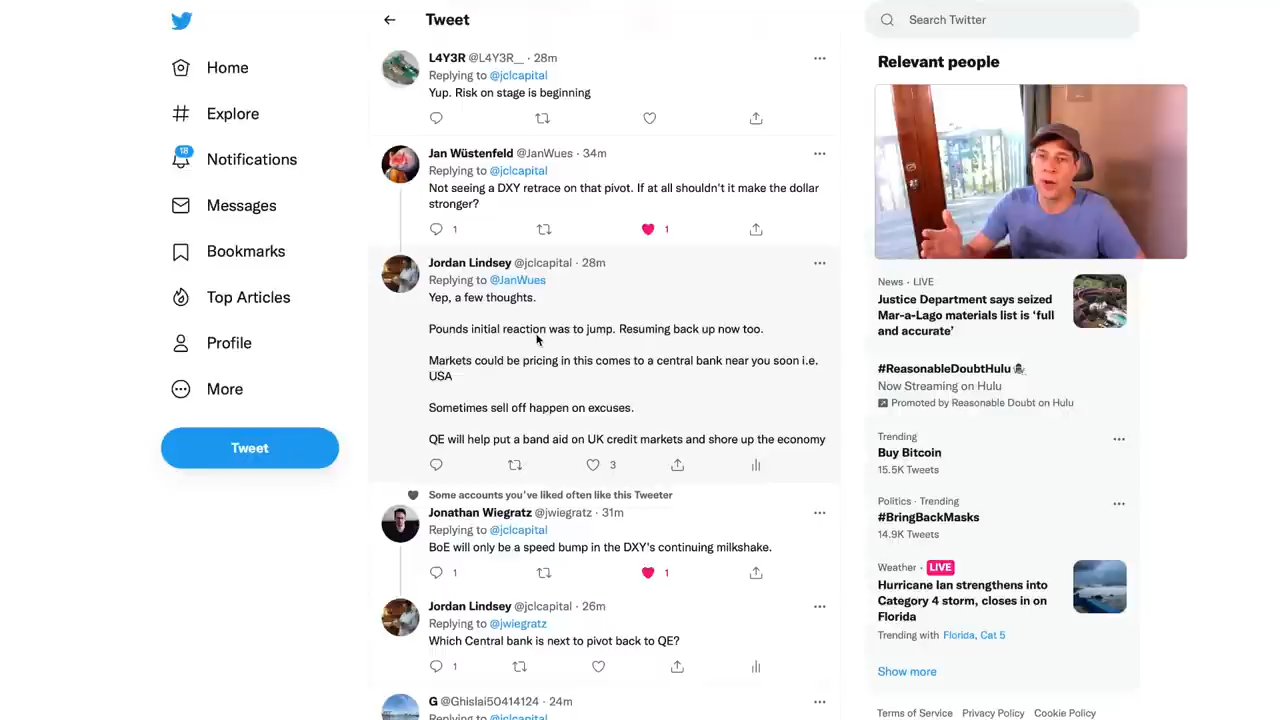 Home
Explore
18
Notifications
Messages
Bookmarks
Top Articles
Profile
More
Tweet
Tweet
L4Y3R @L4Y3R__ · 28m
Replying to @jclcapital
Yup. Risk on stage is beginning
Jan Wüstenfeld @JanWues · 34m
Replying to @jclcapital
Not seeing a DXY retrace on that pivot. If at all shouldn't it make the dollar
stronger?
1
1
Jordan Lindsey @jclcapital · 28m
Replying to @JanWues
Yep, a few thoughts.
Pounds initial reaction was to jump. Resuming back up now too.
Markets could be pricing in this comes to a central bank near you soon i.e.
USA
Sometimes sell off happen on excuses.
QE will help put a band aid on UK credit markets and shore up the economy
3
Some accounts you've liked often like this Tweeter
Jonathan Wiegratz @jwiegratz · 31m
Replying to @jclcapital
BoE will only be a speed bump in the DXY's continuing milkshake.
1
1
Jordan Lindsey @jclcapital · 26m
Replying to @jwiegratz
Which Central bank is next to pivot back to QE?
1
G @Ghislai50414124 · 24m
Replying to @jclcapital
Search Twitter
Relevant people
News · LIVE
Justice Department says seized
Mar-a-Lago materials list is ‘full
and accurate’
#ReasonableDoubtHulu
Now Streaming on Hulu
Promoted by Reasonable Doubt on Hulu
Trending
Buy Bitcoin
15.5K Tweets
Politics · Trending
#BringBackMasks
14.9K Tweets
Weather · LIVE
Hurricane Ian strengthens into
Category 4 storm, closes in on
Florida
Trending with Florida, Cat 5
Show more
Terms of Service Privacy Policy Cookie Policy